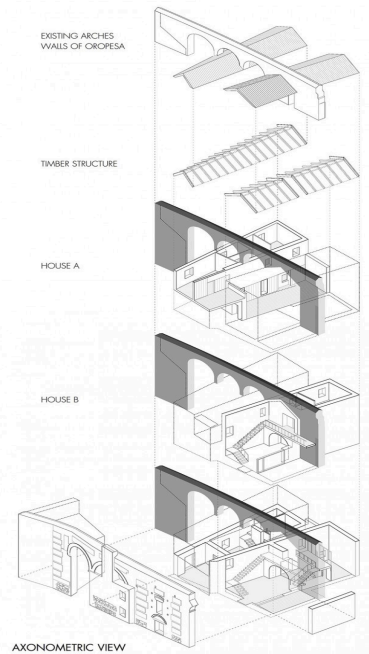 EXISTING ARCHES
WALLS OF OROPESA
TIMBER STRUCTURE
HOUSE A
HOUSE B
AXONOMETRIC VIEW